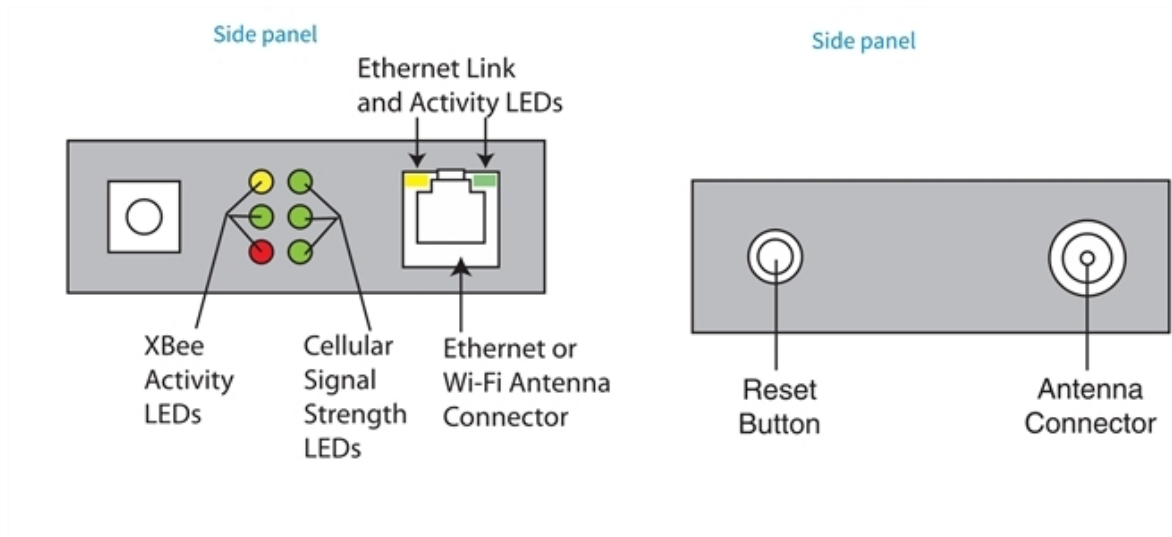 Side panel
Ethernet Link
and Activity LEDs
XBee
Activity
LEDs
Cellular
Signal
Strength
LEDs
Ethernet or
Wi-Fi Antenna
Connector
Side panel
Reset
Button
Antenna
Connector